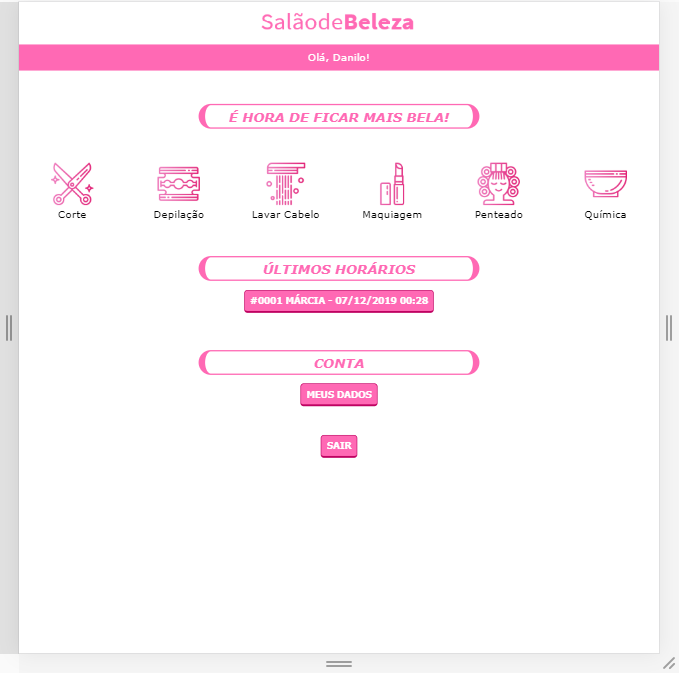 SalãodeBeleza
Olá, Danilo!
É HORA DE FICAR MAIS BELA!
Corte Depilação Lavar Cabelo Maquiagem Penteado Química
ÚLTIMOS HORÁRIOS
#0001 MÁRCIA - 07/12/2019 00:28
CONTA
MEUS DADOS
SAIR